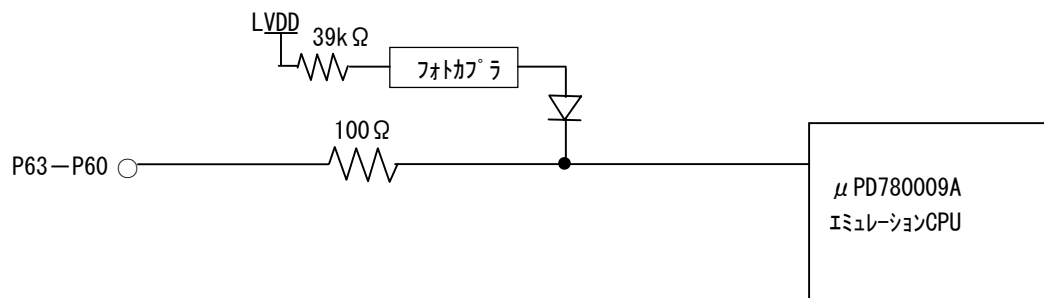 LVDD
39kΩ
ﾌｫﾄｶﾌﾟﾗ
100Ω
P63－P60
μPD780009A
ｴﾐｭﾚｰｼｮﾝCPU